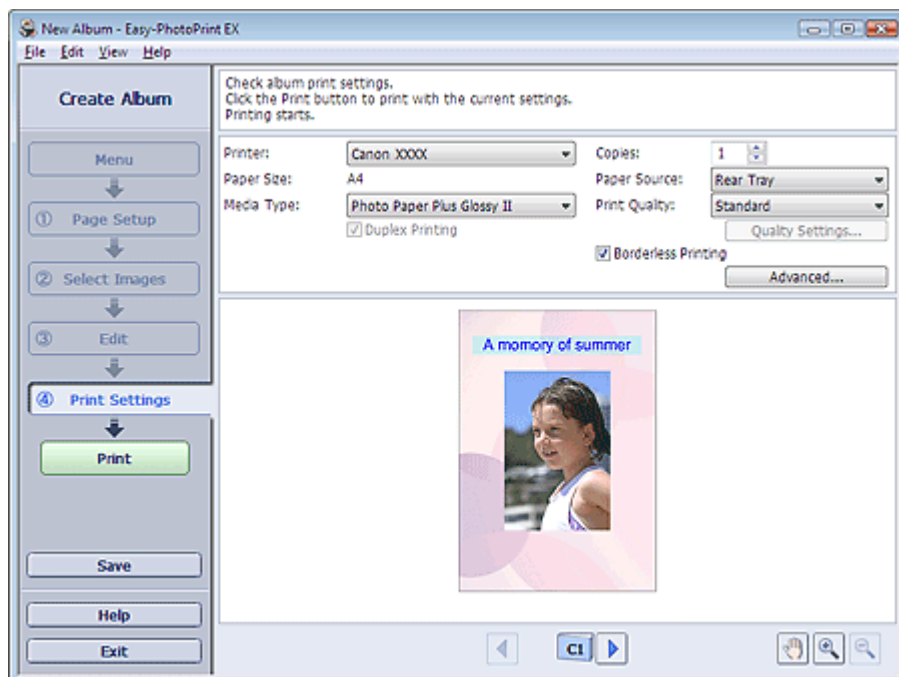 New Album - Easy-PhotoPrint EX
File Edit View Help
Create Album
Menu
① Page Setup
② Select Images
③ Edit
④ Print Settings
Print
Save
Help
Exit
Check album print settings.
Click the Print button to print with the current settings.
Printing starts.
Printer: Canon XXXX Copies: 1
Paper Size: A4 Paper Source: Rear Tray
Media Type: Photo Paper Plus Glossy II Print Quality: Standard
Duplex Printing Quality Settings...
Borderless Printing
Advanced...
A momory of summer
C1